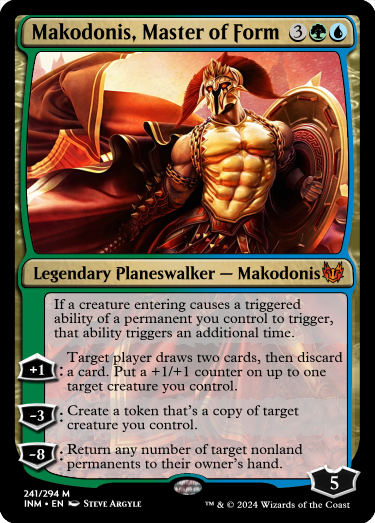 Makodonis, Master of Form 3
Legendary Planeswalker — Makodonis
If a creature entering causes a triggered
ability of a permanent you control to trigger,
that ability triggers an additional time.
+1: Target player draws two cards, then discard
a card. Put a +1/+1 counter on up to one
target creature you control.
-3: Create a token that's a copy of target
creature you control.
-8: Return any number of target nonland
permanents to their owner's hand.
5
241/294 M
INM • EN STEVE ARGYLE
™ & © 2024 Wizards of the Coast